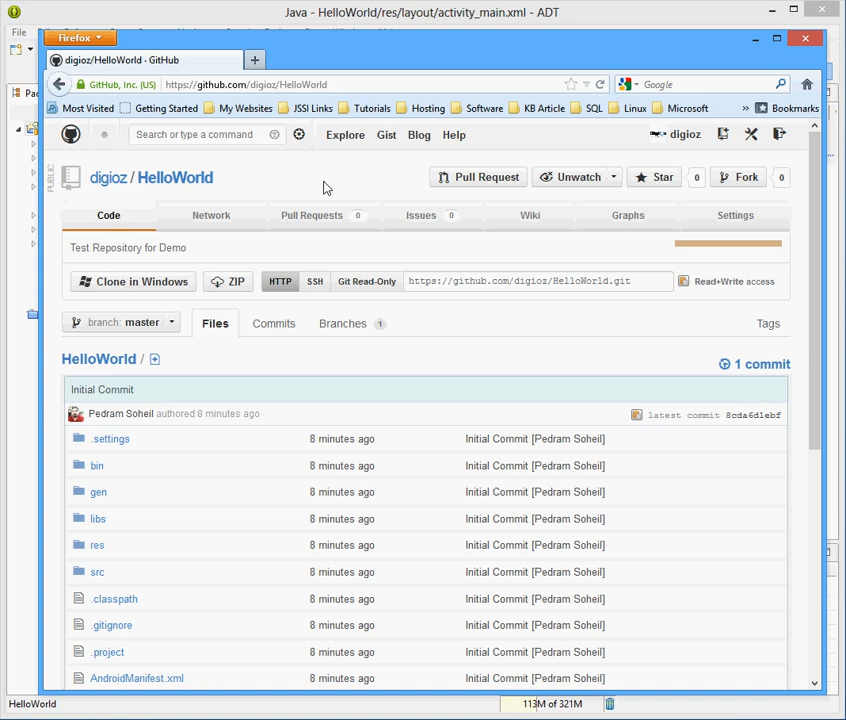 Java - HelloWorld/res/layout/activity_main.xml - ADT
File
Firefox
digioz/HelloWorld · GitHub
GitHub, Inc. (US) https://github.com/digioz/HelloWorld Google
Most Visited Getting Started My Websites JSSI Links Tutorials Hosting Software KB Article SQL Linux Microsoft » Bookmarks
Search or type a command Explore Gist Blog Help digioz
PUBLIC
digioz / HelloWorld Pull Request Unwatch Star 0 Fork 0
Code Network Pull Requests 0 Issues 0 Wiki Graphs Settings
Test Repository for Demo
Clone in Windows ZIP HTTP SSH Git Read-Only https://github.com/digioz/HelloWorld.git Read+Write access
branch: master Files Commits Branches 1 Tags
HelloWorld / 1 commit
Initial Commit
Pedram Soheil authored 8 minutes ago latest commit 8cda6d1ebf
.settings 8 minutes ago Initial Commit [Pedram Soheil]
bin 8 minutes ago Initial Commit [Pedram Soheil]
gen 8 minutes ago Initial Commit [Pedram Soheil]
libs 8 minutes ago Initial Commit [Pedram Soheil]
res 8 minutes ago Initial Commit [Pedram Soheil]
src 8 minutes ago Initial Commit [Pedram Soheil]
.classpath 8 minutes ago Initial Commit [Pedram Soheil]
.gitignore 8 minutes ago Initial Commit [Pedram Soheil]
.project 8 minutes ago Initial Commit [Pedram Soheil]
AndroidManifest.xml 8 minutes ago Initial Commit [Pedram Soheil]
HelloWorld 113M of 321M